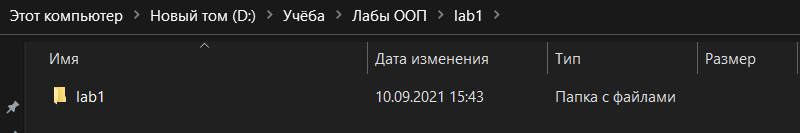 Этот компьютер > Новый том (D:) > Учёба > Лабы ООП > lab1 >
Имя Дата изменения Тип Размер
lab1 10.09.2021 15:43 Папка с файлами